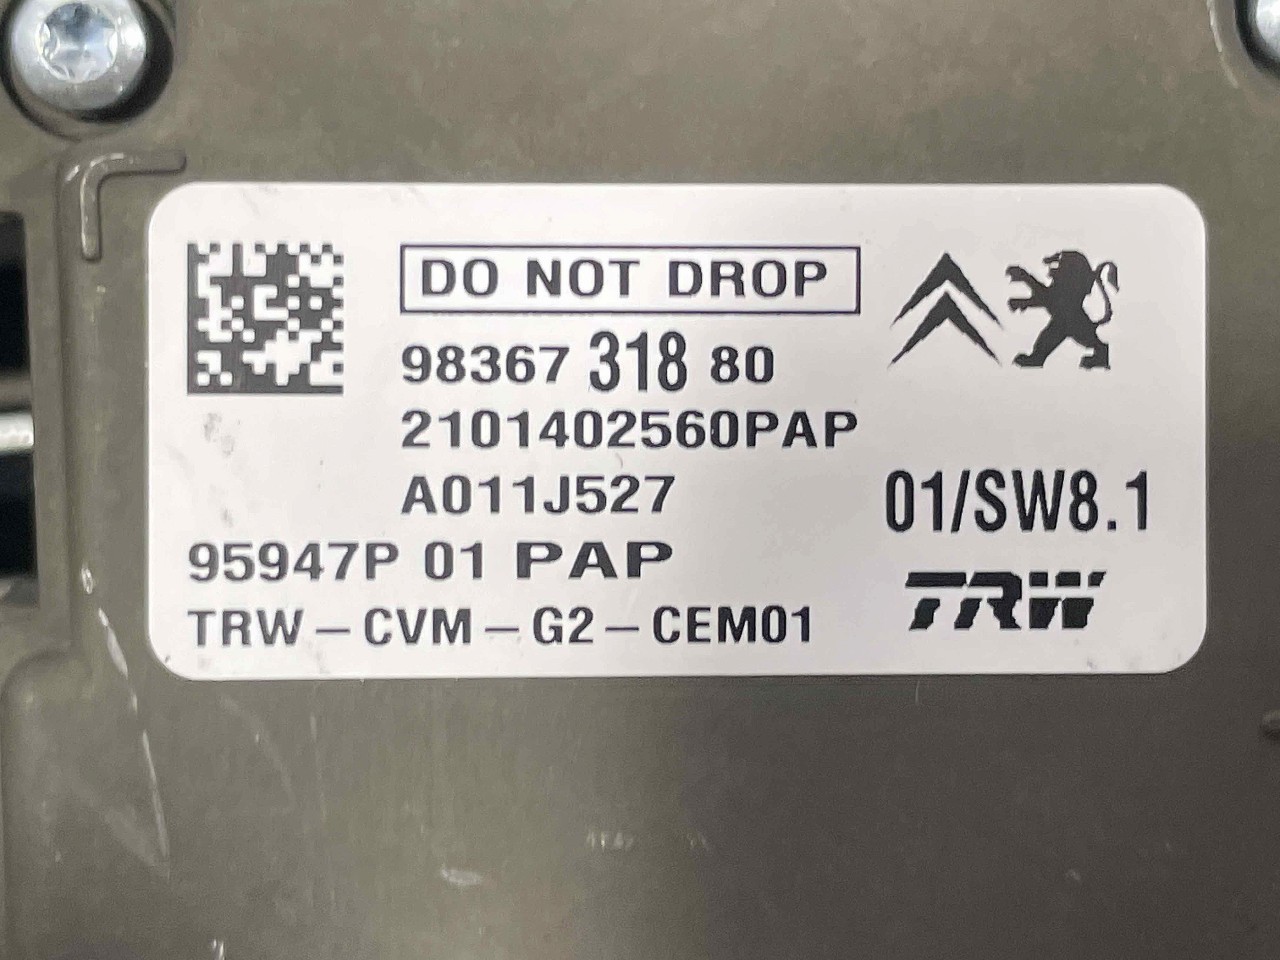 DO NOT DROP
98367 318 80
2101402560PAP
A011J527
01/SW8.1
95947P 01 PAP
TRW-CVM-G2-CEM01
TRW